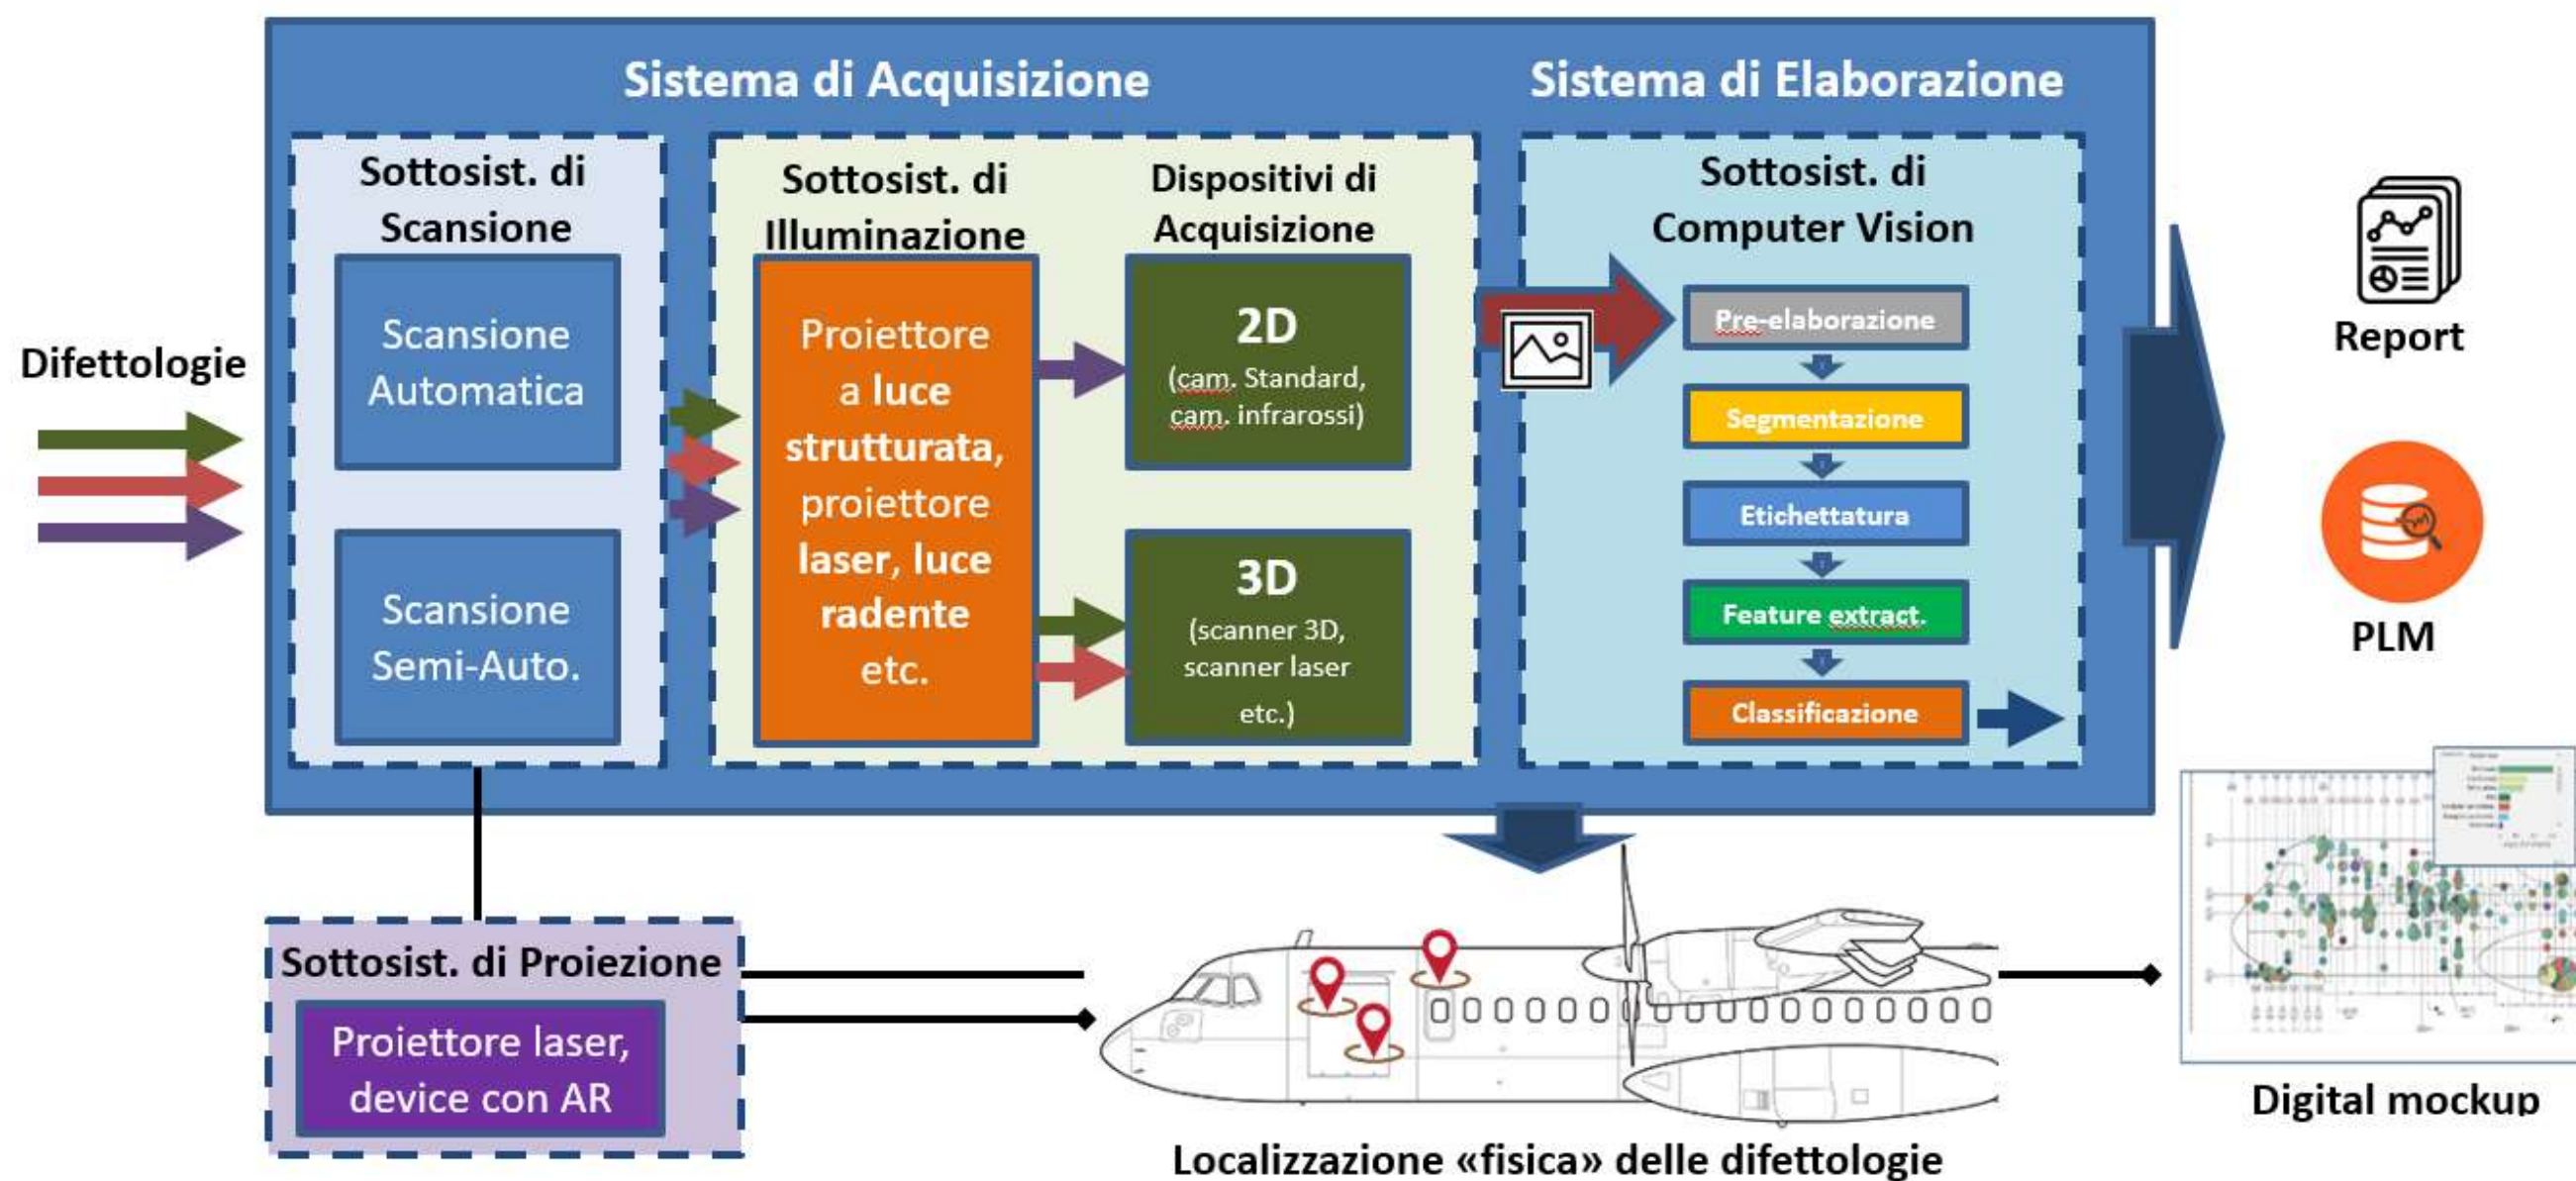 Sistema di Acquisizione
Sistema di Elaborazione
Difettologie
Sottosist. di
Scansione
Scansione
Automatica
Scansione
Semi-Auto.
Sottosist. di
Illuminazione
Proiettore
a luce
strutturata,
proiettore
laser, luce
radente
etc.
Dispositivi di
Acquisizione
2D
(cam. Standard,
cam. infrarossi)
3D
(scanner 3D,
scanner laser
etc.)
Sottosist. di
Computer Vision
Pre-elaborazione
Segmentazione
Etichettatura
Feature extract.
Classificazione
Report
PLM
Sottosist. di Proiezione
Proiettore laser,
device con AR
Localizzazione «fisica» delle difettologie
Digital mockup